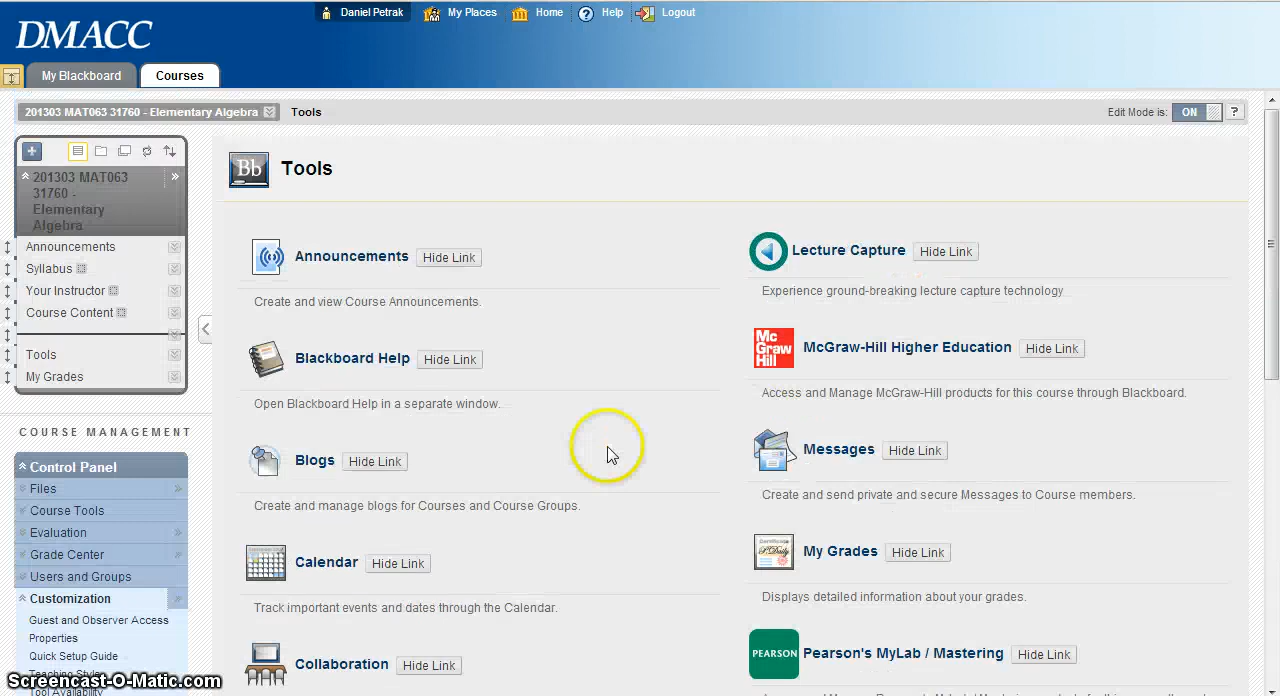 Daniel Petrak My Places Home Help Logout
DMACC
My Blackboard Courses
201303 MAT063 31760 - Elementary Algebra Tools Edit Mode is: ON ?
201303 MAT063
31760 -
Elementary
Algebra
Announcements
Syllabus
Your Instructor
Course Content
Tools
My Grades
COURSE MANAGEMENT
Control Panel
Files
Course Tools
Evaluation
Grade Center
Users and Groups
Customization
Guest and Observer Access
Properties
Quick Setup Guide
Teaching Style
Tool Availability
Bb Tools
Announcements Hide Link
Create and view Course Announcements.
Blackboard Help Hide Link
Open Blackboard Help in a separate window.
Blogs Hide Link
Create and manage blogs for Courses and Course Groups.
Calendar Hide Link
Track important events and dates through the Calendar.
Collaboration Hide Link
Lecture Capture Hide Link
Experience ground-breaking lecture capture technology
Mc
Graw
Hill
McGraw-Hill Higher Education Hide Link
Access and Manage McGraw-Hill products for this course through Blackboard.
Messages Hide Link
Create and send private and secure Messages to Course members.
My Grades Hide Link
Displays detailed information about your grades.
PEARSON Pearson's MyLab / Mastering Hide Link
Screencast-O-Matic.com